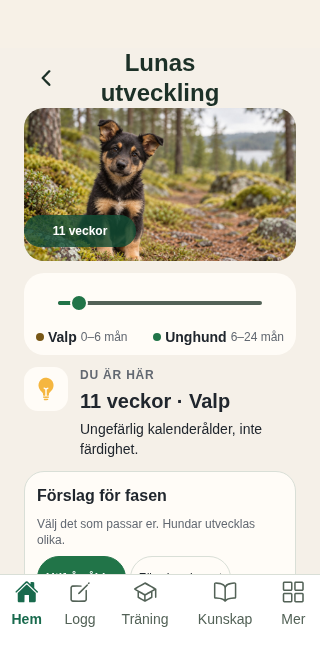 Lunas
utveckling
11 veckor
Valp 0–6 mån Unghund 6–24 mån
DU ÄR HÄR
11 veckor · Valp
Ungefärlig kalenderålder, inte
färdighet.
Förslag för fasen
Välj det som passar er. Hundar utvecklas
olika.
Hem Logg Träning Kunskap Mer